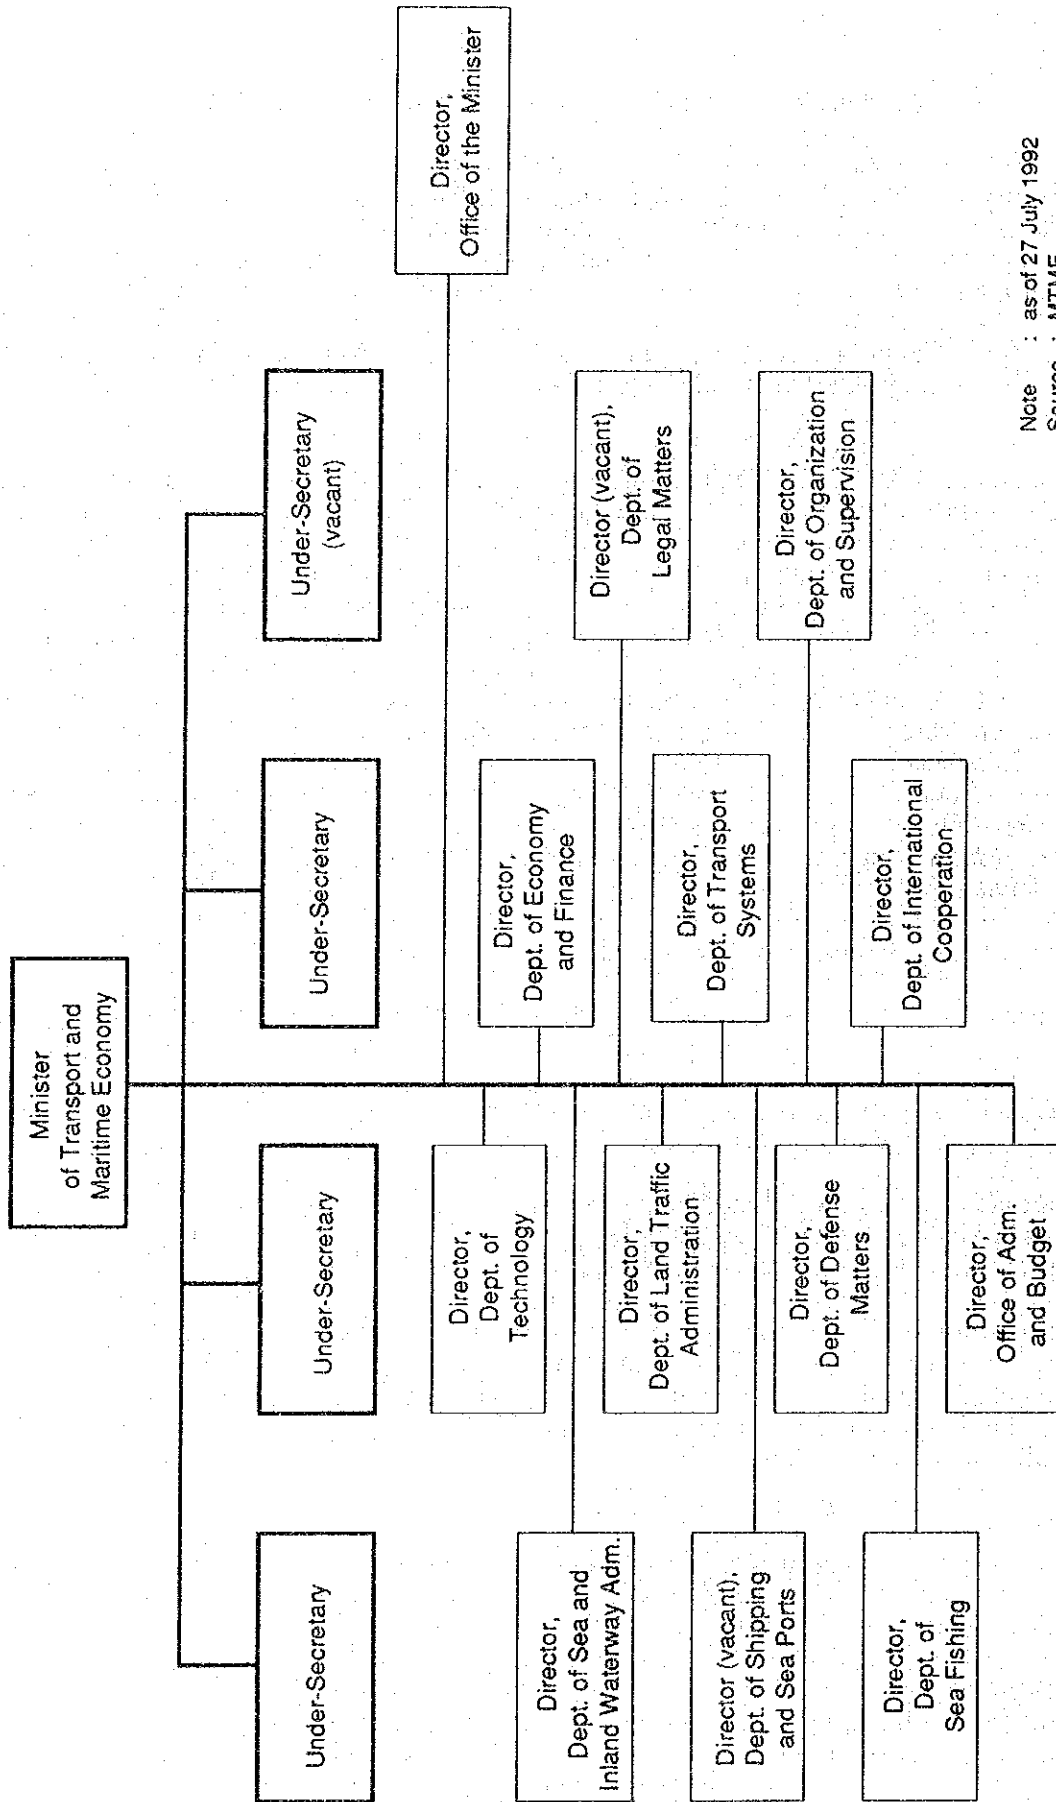 Minister
of Transport and
Maritime Economy
Under-Secretary
Under-Secretary
Under-Secretary
Under-Secretary
(vacant)
Director,
Office of the Minister
Director,
Dept. of
Technology
Director,
Dept. of Economy
and Finance
Director,
Dept. of Sea and
Inland Waterway Adm.
Director (vacant),
Dept. of
Legal Matters
Director,
Dept. of Land Traffic
Administration
Director,
Dept. of Transport
Systems
Director (vacant),
Dept. of Shipping
and Sea Ports
Director,
Dept. of Organization
and Supervision
Director,
Dept. of Defense
Matters
Director,
Dept. of International
Cooperation
Director,
Dept. of
Sea Fishing
Director,
Office of Adm.
and Budget
Note : as of 27 July 1992
Source : MTME